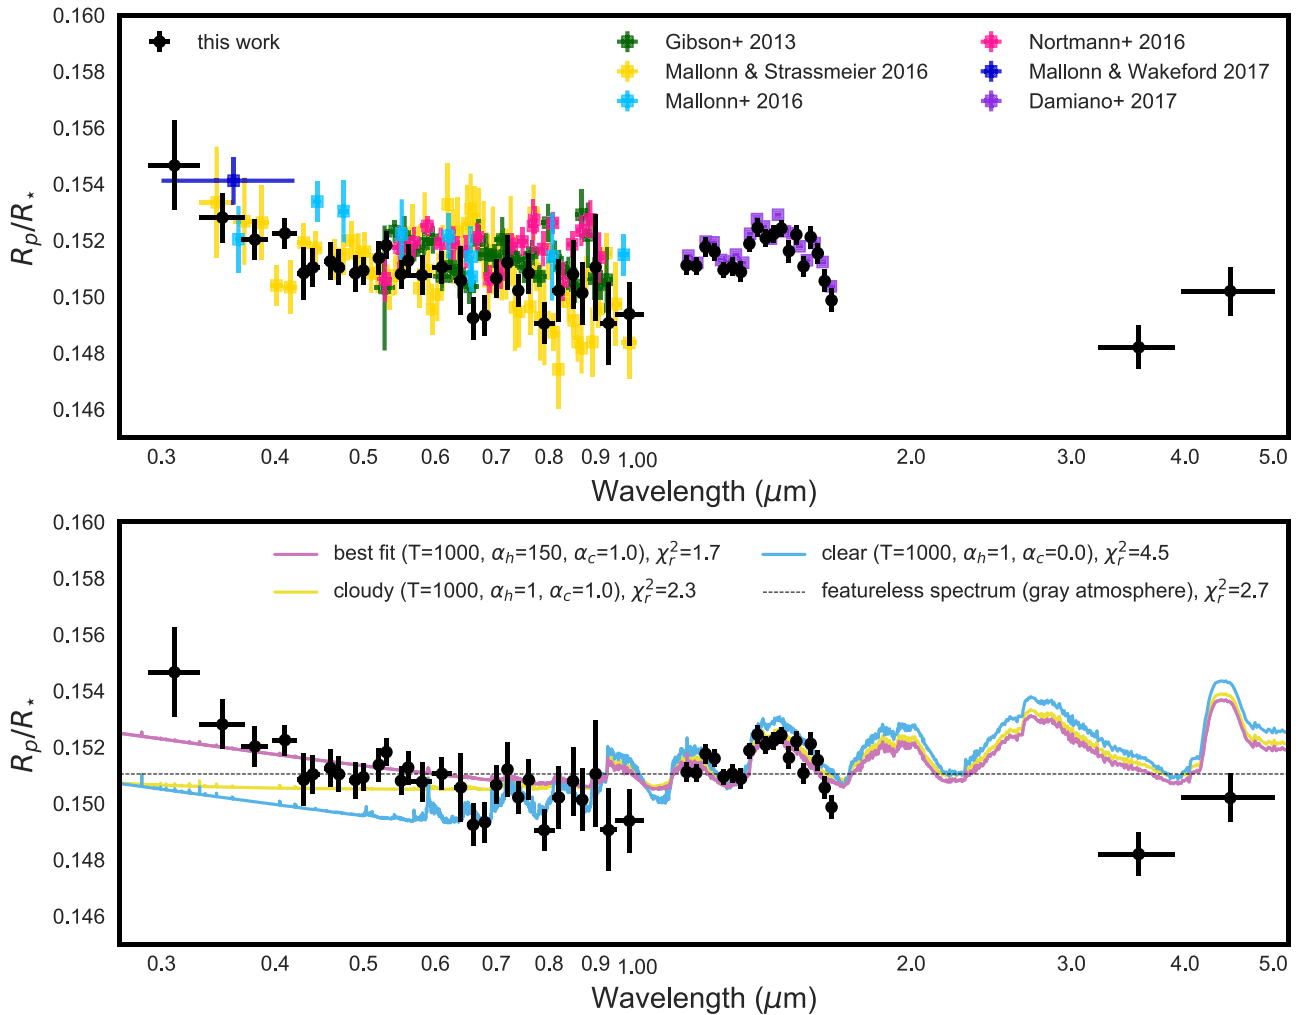 0.160
0.158
0.156
0.154
0.152
0.150
0.148
0.146
R_p/R_⋆
this work
Gibson+ 2013
Mallonn & Strassmeier 2016
Mallonn+ 2016
Nortmann+ 2016
Mallonn & Wakeford 2017
Damiano+ 2017
0.3 0.4 0.5 0.6 0.7 0.8 0.9 1.00 2.0 3.0 4.0 5.0
Wavelength (μm)
0.160
0.158
0.156
0.154
0.152
0.150
0.148
0.146
R_p/R_⋆
best fit (T=1000, α_h=150, α_c=1.0), χ_r^2=1.7
cloudy (T=1000, α_h=1, α_c=1.0), χ_r^2=2.3
clear (T=1000, α_h=1, α_c=0.0), χ_r^2=4.5
featureless spectrum (gray atmosphere), χ_r^2=2.7
0.3 0.4 0.5 0.6 0.7 0.8 0.9 1.00 2.0 3.0 4.0 5.0
Wavelength (μm)